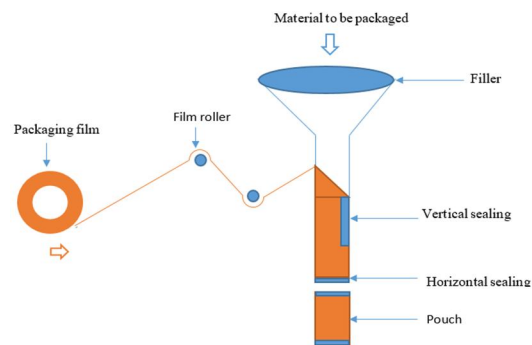 Material to be packaged
Filler
Film roller
Packaging film
Vertical sealing
Horizontal sealing
Pouch